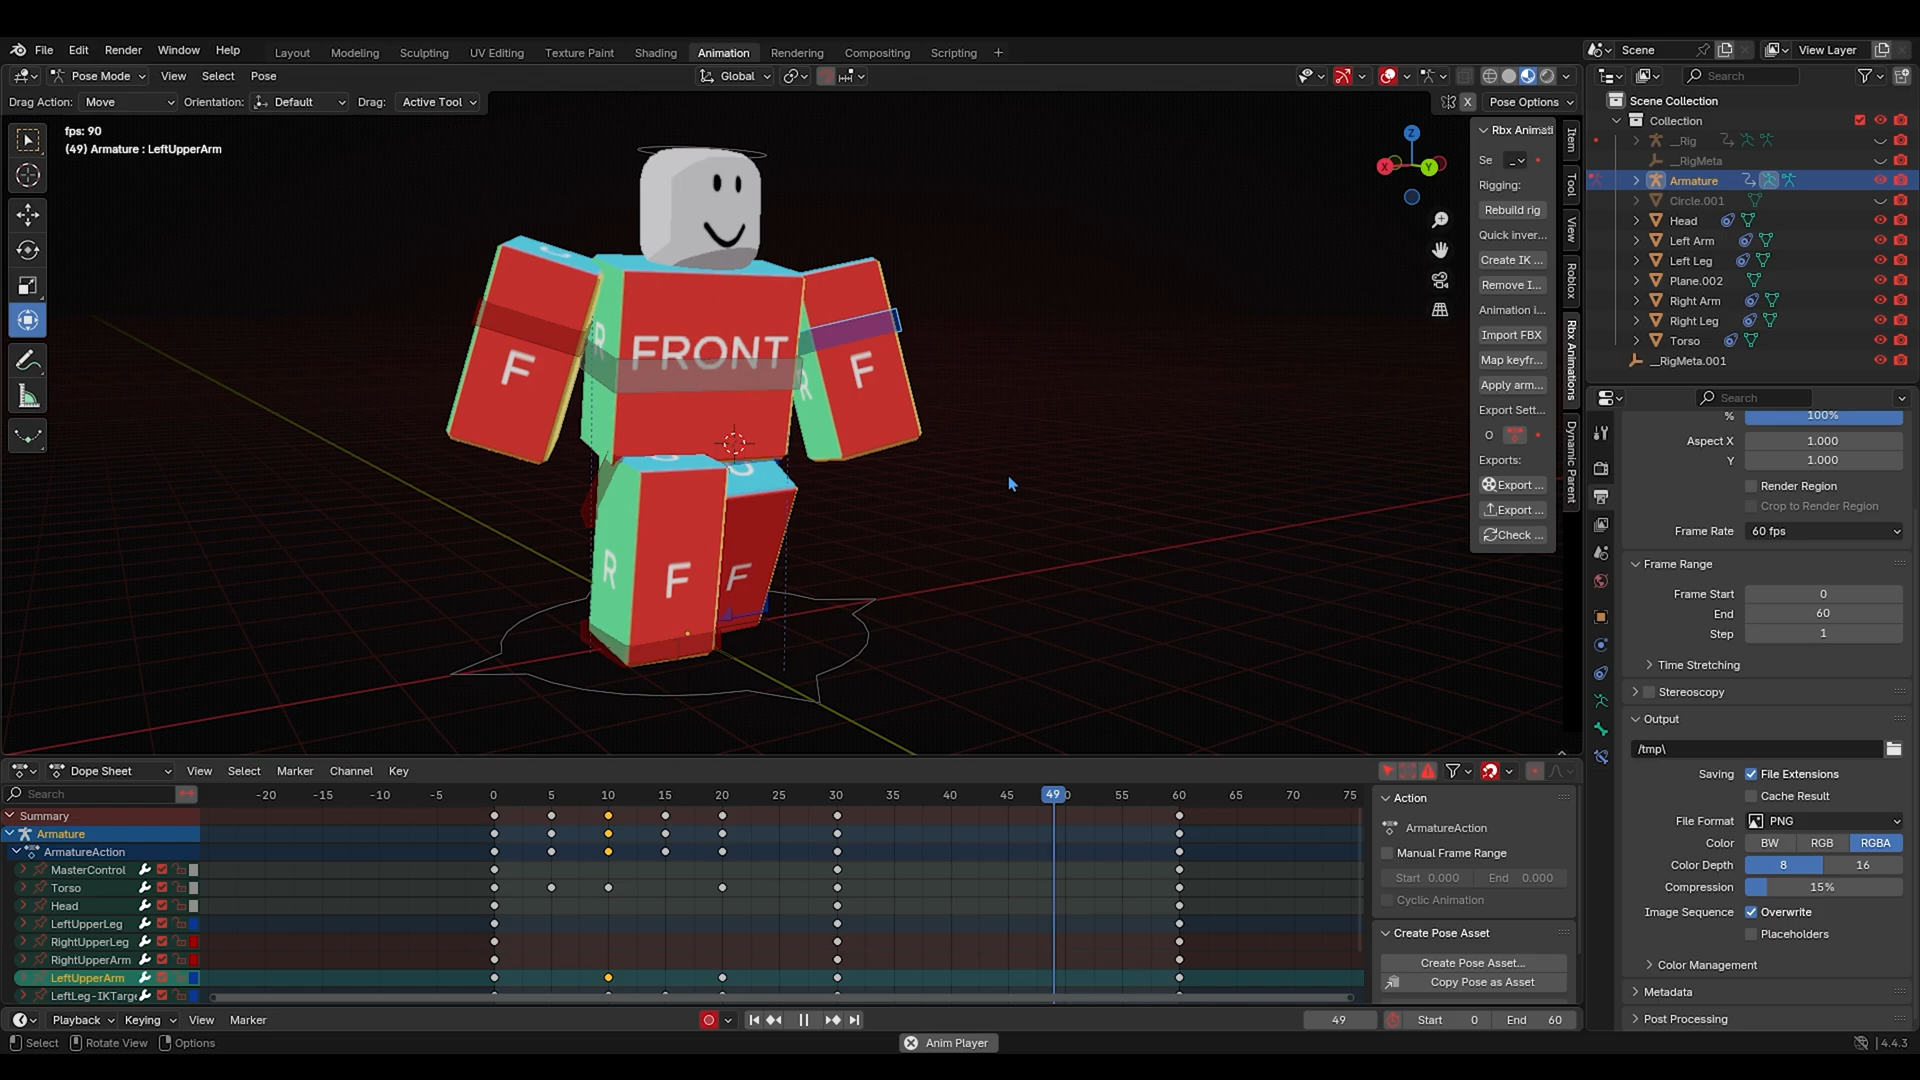 File Edit Render Window Help Layout Modeling Sculpting UV Editing Texture Paint Shading Animation Rendering Compositing Scripting + Scene View Layer
Pose Mode View Select Pose Global Search
Drag Action: Move Orientation: Default Drag: Active Tool X Pose Options
fps: 90
(49) Armature : LeftUpperArm
Z
X
Y
Rbx Animati
Se
Rigging:
Rebuild rig
Quick inver...
Create IK ...
Remove I...
Animation i...
Import FBX
Map keyfr...
Apply arm...
Export Sett...
O
Exports:
Export ...
Export ...
Check ...
Item
Tool
View
Roblox
Rbx Animations
Dynamic Parent
FRONT
R
F
R
F
R
F
F
Scene Collection
Collection
__Rig
__RigMeta
Armature
Circle.001
Head
Left Arm
Left Leg
Plane.002
Right Arm
Right Leg
Torso
__RigMeta.001
Search
% 100%
Aspect X 1.000
Y 1.000
Render Region
Crop to Render Region
Frame Rate 60 fps
Frame Range
Frame Start 0
End 60
Step 1
Time Stretching
Stereoscopy
Output
/tmp\
Saving File Extensions
Cache Result
File Format PNG
Color BW RGB RGBA
Color Depth 8 16
Compression 15%
Image Sequence Overwrite
Placeholders
Color Management
Metadata
Post Processing
Dope Sheet View Select Marker Channel Key
Search -20 -15 -10 -5 0 5 10 15 20 25 30 35 40 45 49 55 60 65 70 75
Summary
Armature
ArmatureAction
MasterControl
Torso
Head
LeftUpperLeg
RightUpperLeg
RightUpperArm
LeftUpperArm
LeftLeg-IKTarge
Action
ArmatureAction
Manual Frame Range
Start 0.000 End 0.000
Cyclic Animation
Create Pose Asset
Create Pose Asset...
Copy Pose as Asset
Playback Keying View Marker 49 Start 0 End 60
Select Rotate View Options Anim Player 4.4.3